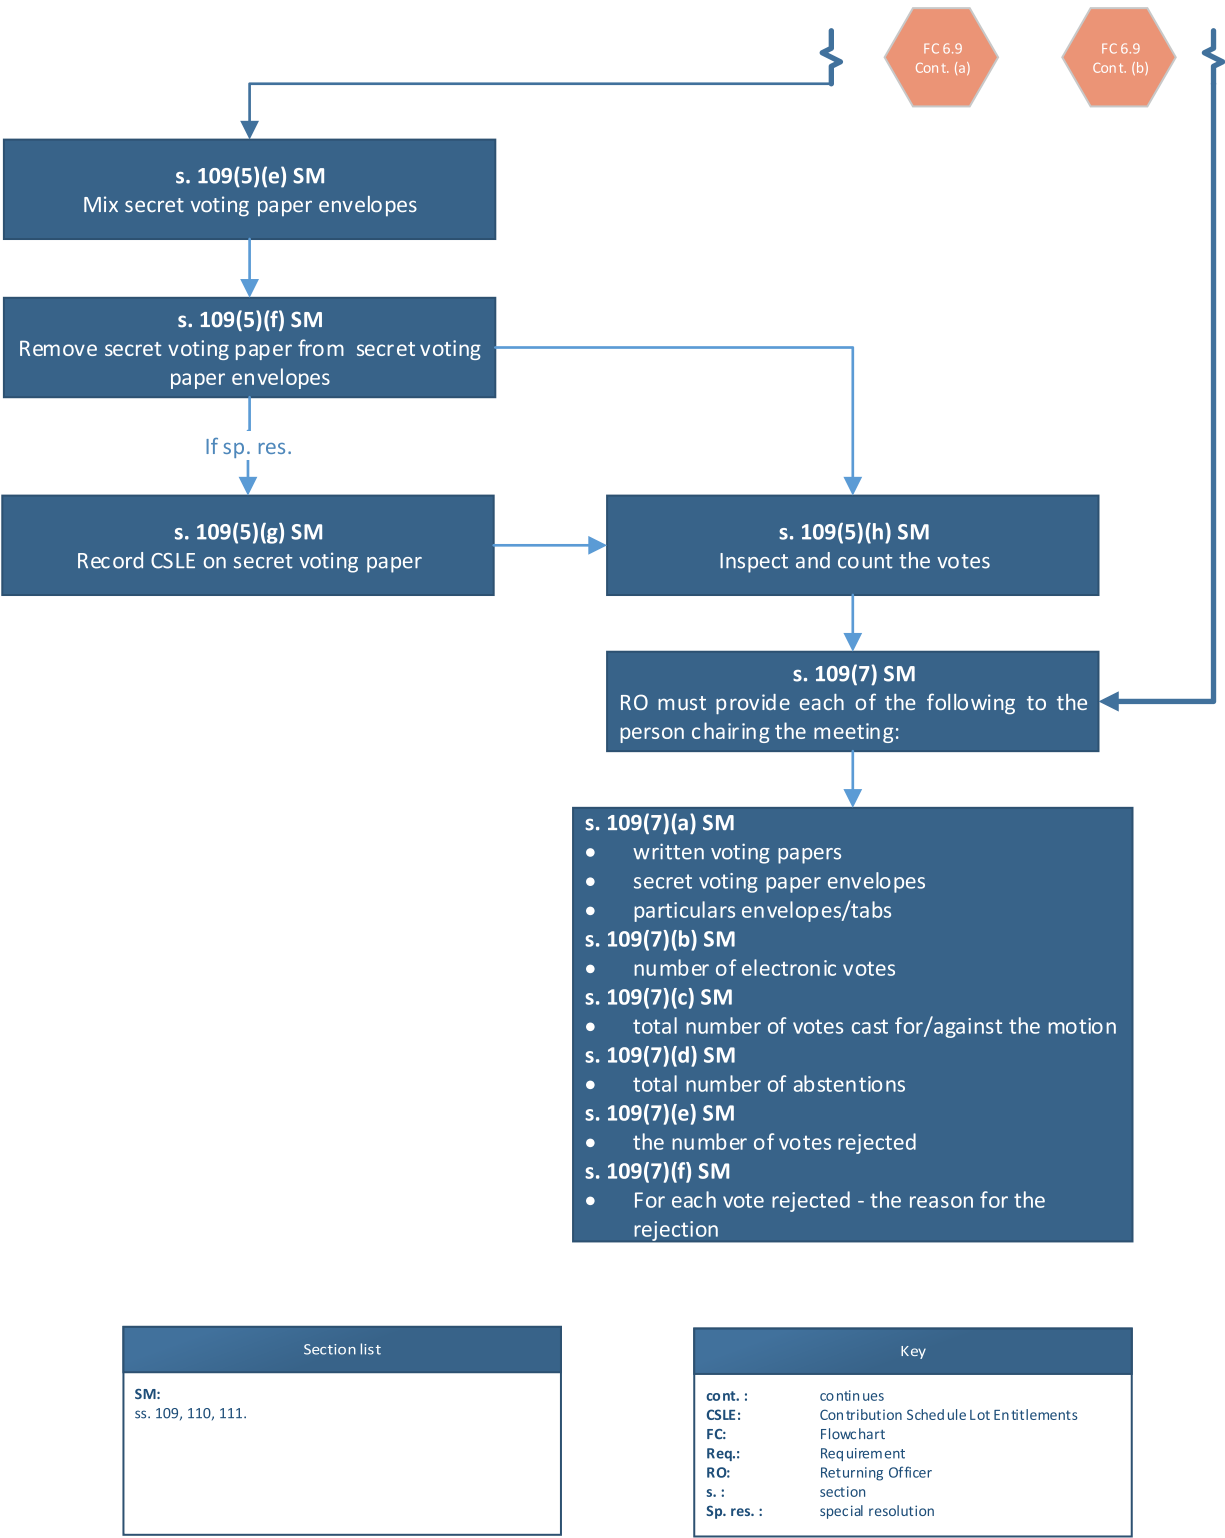 FC 6.9
Cont. (a)
FC 6.9
Cont. (b)
s. 109(5)(e) SM
Mix secret voting paper envelopes
s. 109(5)(f) SM
Remove secret voting paper from secret voting
paper envelopes
If sp. res.
s. 109(5)(g) SM
Record CSLE on secret voting paper
s. 109(5)(h) SM
Inspect and count the votes
s. 109(7) SM
RO must provide each of the following to the
person chairing the meeting:
s. 109(7)(a) SM
• written voting papers
• secret voting paper envelopes
• particulars envelopes/tabs
s. 109(7)(b) SM
• number of electronic votes
s. 109(7)(c) SM
• total number of votes cast for/against the motion
s. 109(7)(d) SM
• total number of abstentions
s. 109(7)(e) SM
• the number of votes rejected
s. 109(7)(f) SM
• For each vote rejected - the reason for the
rejection
Section list
SM:
ss. 109, 110, 111.
Key
cont. : continues
CSLE: Contribution Schedule Lot Entitlements
FC: Flowchart
Req.: Requirement
RO: Returning Officer
s. : section
Sp. res. : special resolution